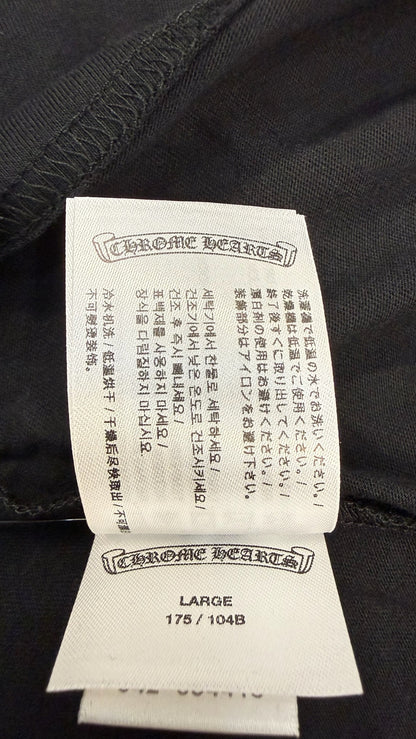 CHROME HEARTS
洗濯機で低温の水でお洗いください。/
乾燥機は低温でご使用ください。/
終了後すぐに取り出してください。/
漂白剤の使用はお避けください。/
装飾部分はアイロンをお避け下さい。
세탁기에서 찬물로 세탁하세요/
건조기에서 낮은 온도로 건조시키세요/
건조 후 즉시 빼내세요/
표백제를 사용하지 마세요/
장식을 다림질하지 마십시요
冷水机洗/低温烘干/干燥后尽快取出/不可漂
不可熨烫装饰。
CHROME HEARTS
LARGE
175 / 104B